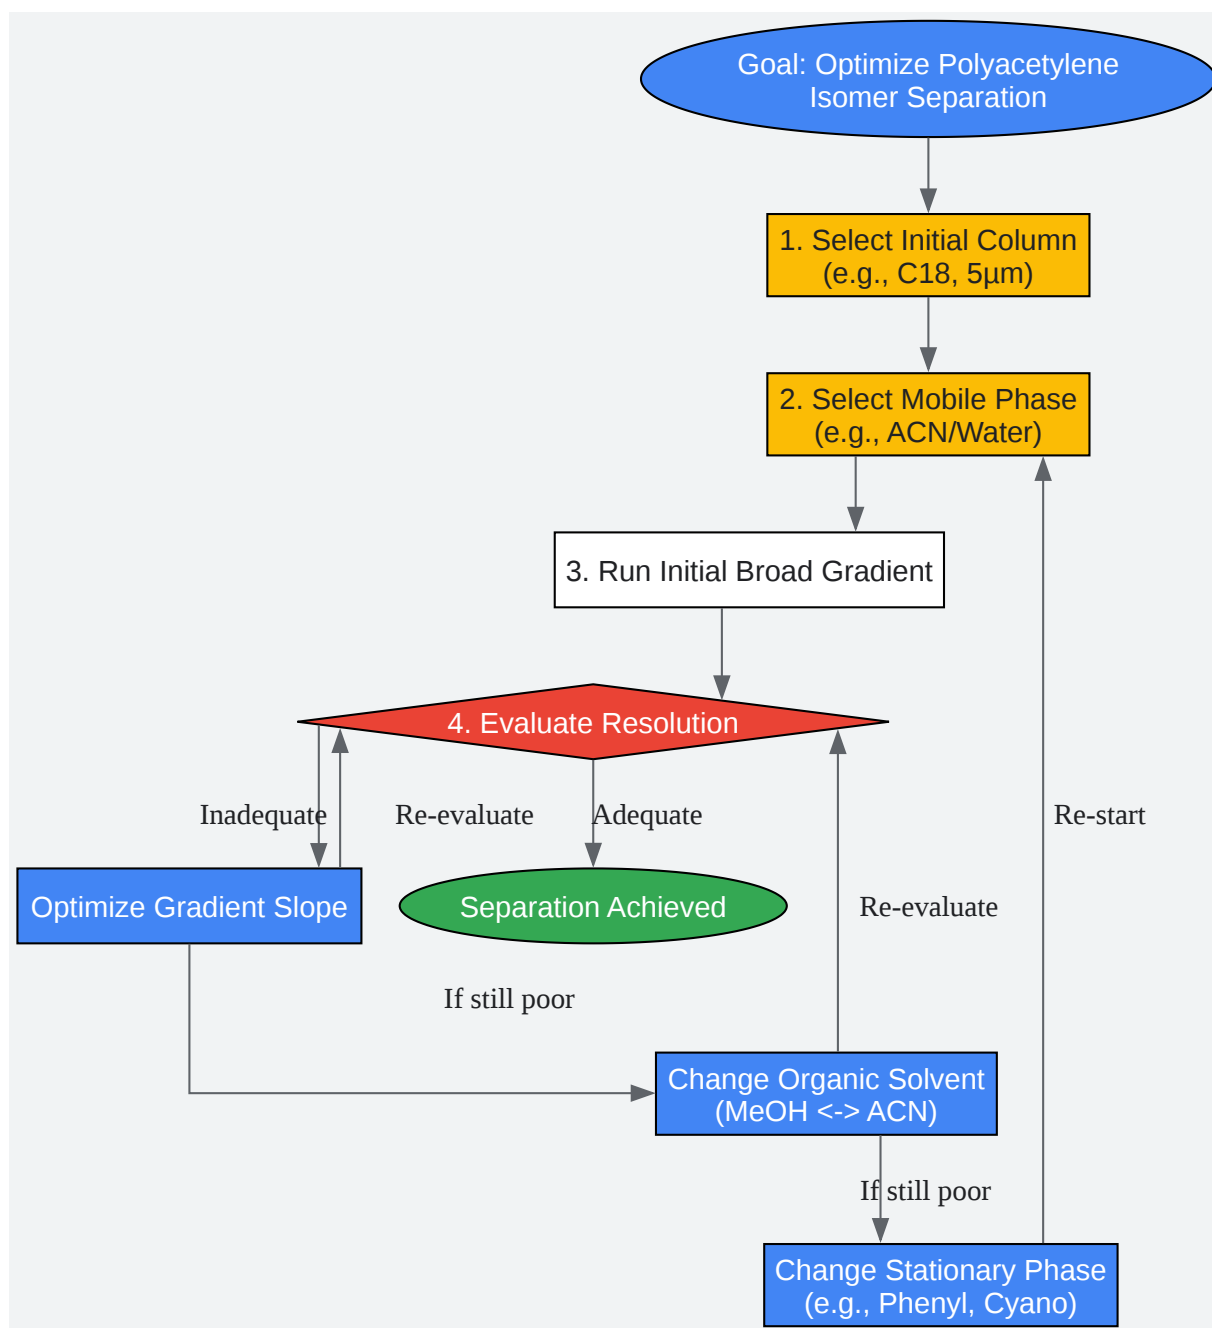 Goal: Optimize Polyacetylene
Isomer Separation
1. Select Initial Column
(e.g., C18, 5µm)
2. Select Mobile Phase
(e.g., ACN/Water)
3. Run Initial Broad Gradient
4. Evaluate Resolution
Inadequate
Re-evaluate
Adequate
Re-start
Optimize Gradient Slope
Separation Achieved
Re-evaluate
If still poor
Change Organic Solvent
(MeOH <-> ACN)
If still poor
Change Stationary Phase
(e.g., Phenyl, Cyano)